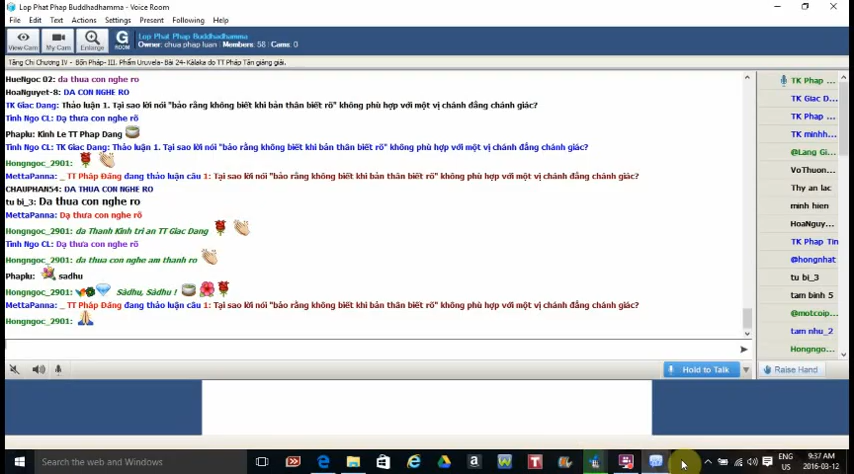 Lop Phat Phap Buddhadhamma - Voice Room
File Edit Text Actions Settings Present Following Help
View Cam My Cam Enlarge G ROOM
Lop Phat Phap Buddhadhamma
Owner: chua phap luan | Members: 58 | Cams: 0
Tăng Chi Chương IV - Bốn Pháp- III. Phẩm Uruvela- Bài 24- Kālaka do TT Pháp Tân giảng giải.
HueNgoc 02: da thua con nghe ro
HoaNguyet-8: DA CON NGHE RO
TK Giac Dang: Thảo luận 1. Tại sao lời nói "bảo rằng không biết khi bản thân biết rõ" không phù hợp với một vị chánh đẳng chánh giác?
Tinh Ngo CL: Dạ thưa con nghe rõ
Phaplu: Kinh Le TT Phap Dang
Tinh Ngo CL: TK Giac Dang: Thảo luận 1. Tại sao lời nói "bảo rằng không biết khi bản thân biết rõ" không phù hợp với một vị chánh đẳng chánh giác?
Hongngoc_2901:
MettaPanna: _ TT Pháp Đăng đang thảo luận câu 1: Tại sao lời nói "bảo rằng không biết khi bản thân biết rõ" không phù hợp với một vị chánh đẳng chánh giác?
CHAUPHAN54: DA THUA CON NGHE RO
tu bi_3: Da thua con nghe ro
MettaPanna: Dạ thưa con nghe rõ
Hongngoc_2901: da Thanh Kinh tri an TT Giac Dang
Tinh Ngo CL: Dạ thưa con nghe rõ
Hongngoc_2901: da thua con nghe am thanh ro
Phaplu: sadhu
Hongngoc_2901: Sādhu, Sādhu !
MettaPanna: _ TT Pháp Đăng đang thảo luận câu 1: Tại sao lời nói "bảo rằng không biết khi bản thân biết rõ" không phù hợp với một vị chánh đẳng chánh giác?
Hongngoc_2901:
TK Phap ...
TK Giac D...
TK Phap ...
TK minhh...
@Lang Gi...
VoThuon...
Thy an lac
minh hien
HoaNguy...
TK Phap Tin
@hongnhat
tu bi_3
tam binh 5
@motcoip...
tam nhu_2
Hongngo...
Hold to Talk
Raise Hand
Search the web and Windows
ENG US
9:37 AM
2016-03-12